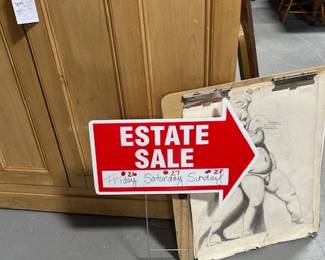 ESTATE
SALE
#26 #27 #28
Friday Saturday Sunday